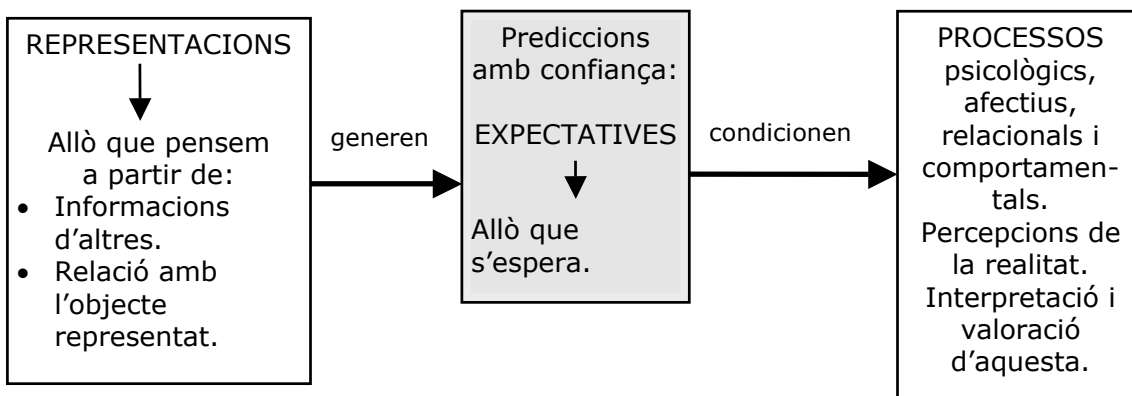 REPRESENTACIONS
Allò que pensem
a partir de:
• Informacions
d’altres.
• Relació amb
l’objecte
representat.
generen
Prediccions
amb confiança:
EXPECTATIVES
Allò que
s’espera.
condicionen
PROCESSOS
psicològics,
afectius,
relacionals i
comportamen-
tals.
Percepcions de
la realitat.
Interpretació i
valoració
d’aquesta.